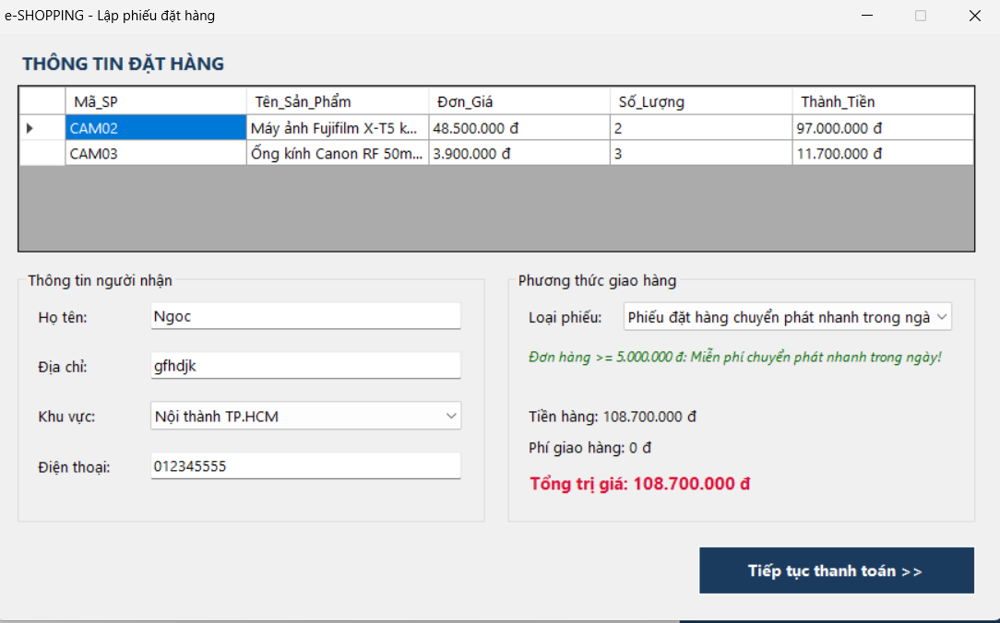 e-SHOPPING - Lập phiếu đặt hàng
THÔNG TIN ĐẶT HÀNG
Mã_SP Tên_Sản_Phẩm Đơn_Giá Số_Lượng Thành_Tiền
CAM02 Máy ảnh Fujifilm X-T5 k... 48.500.000 đ 2 97.000.000 đ
CAM03 Ống kính Canon RF 50m... 3.900.000 đ 3 11.700.000 đ
Thông tin người nhận
Họ tên: Ngoc
Địa chỉ: gfhdjk
Khu vực: Nội thành TP.HCM
Điện thoại: 012345555
Phương thức giao hàng
Loại phiếu: Phiếu đặt hàng chuyển phát nhanh trong ngà
Đơn hàng >= 5.000.000 đ: Miễn phí chuyển phát nhanh trong ngày!
Tiền hàng: 108.700.000 đ
Phí giao hàng: 0 đ
Tổng trị giá: 108.700.000 đ
Tiếp tục thanh toán >>